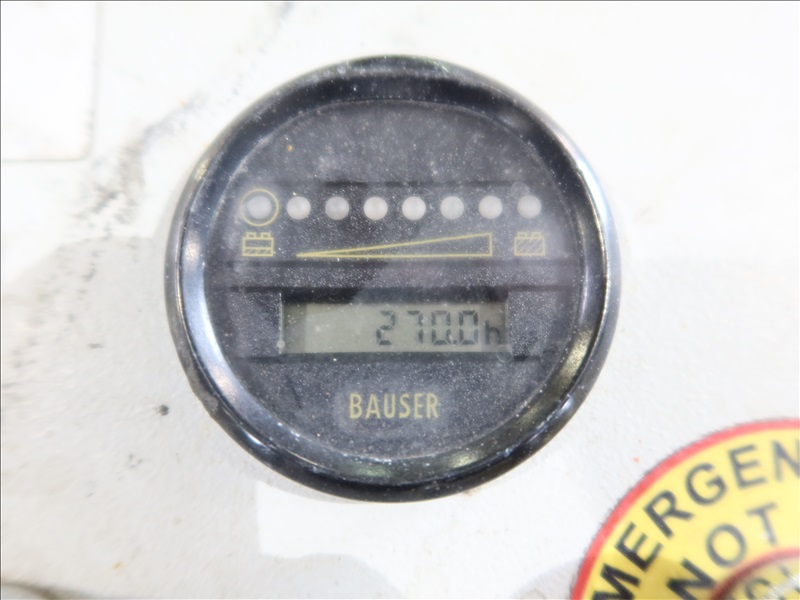 270.0h
BAUSER
MERGEN
NOT